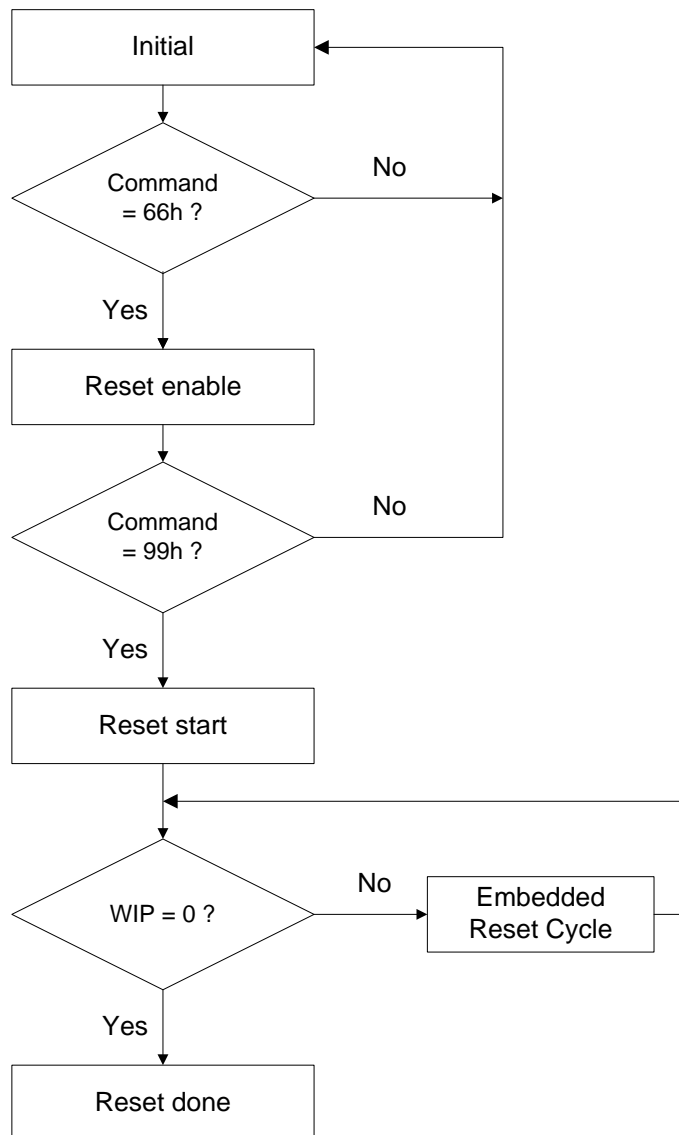 Initial
No
Command
= 66h ?
Yes
Reset enable
No
Command
= 99h ?
Yes
Reset start
No
WIP = 0 ?
Embedded
Reset Cycle
Yes
Reset done